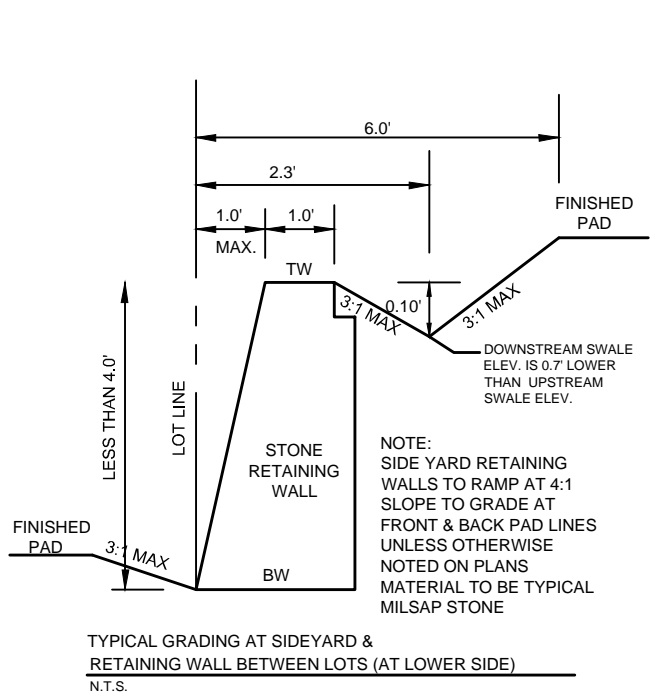 6.0'
2.3'
1.0'
1.0'
MAX.
TW
FINISHED
PAD
3:1 MAX
0.10'
3:1 MAX
DOWNSTREAM SWALE
ELEV. IS 0.7' LOWER
THAN UPSTREAM
SWALE ELEV.
LESS THAN 4.0'
LOT LINE
STONE
RETAINING
WALL
NOTE:
SIDE YARD RETAINING
WALLS TO RAMP AT 4:1
SLOPE TO GRADE AT
FRONT & BACK PAD LINES
UNLESS OTHERWISE
NOTED ON PLANS
MATERIAL TO BE TYPICAL
MILSAP STONE
FINISHED
PAD
3:1 MAX
BW
TYPICAL GRADING AT SIDEYARD &
RETAINING WALL BETWEEN LOTS (AT LOWER SIDE)
N.T.S.